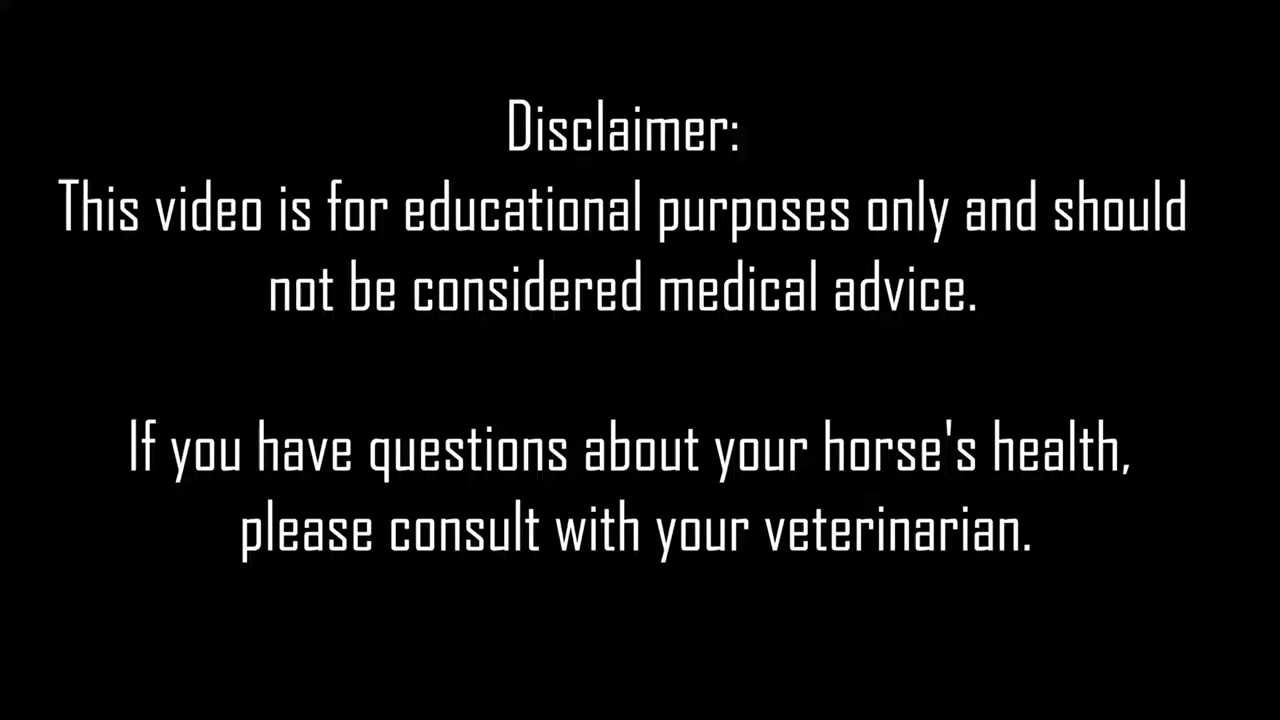 Disclaimer:
This video is for educational purposes only and should
not be considered medical advice.
If you have questions about your horse's health,
please consult with your veterinarian.